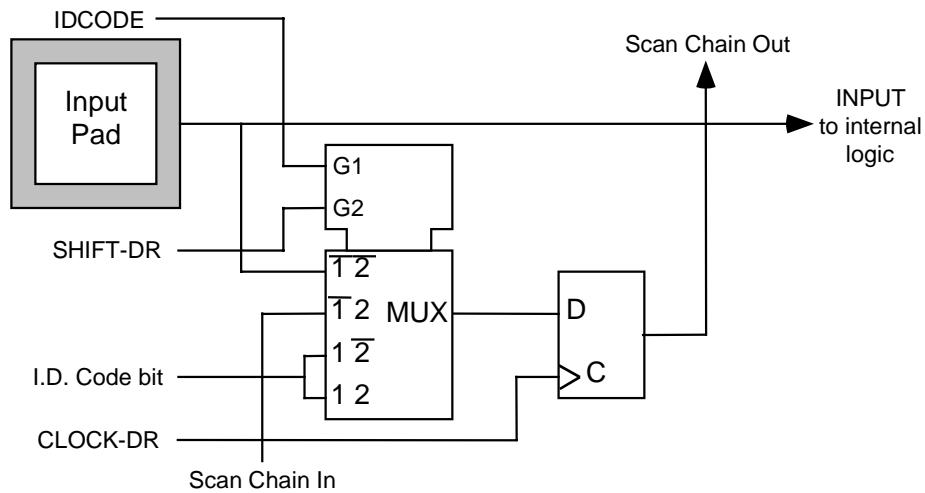 IDCODE
Scan Chain Out
Input
Pad
INPUT
to internal
logic
G1
G2
SHIFT-DR
1̅ 2̅
1̅ 2
MUX
D
1 2̅
I.D. Code bit
1 2
C
CLOCK-DR
Scan Chain In